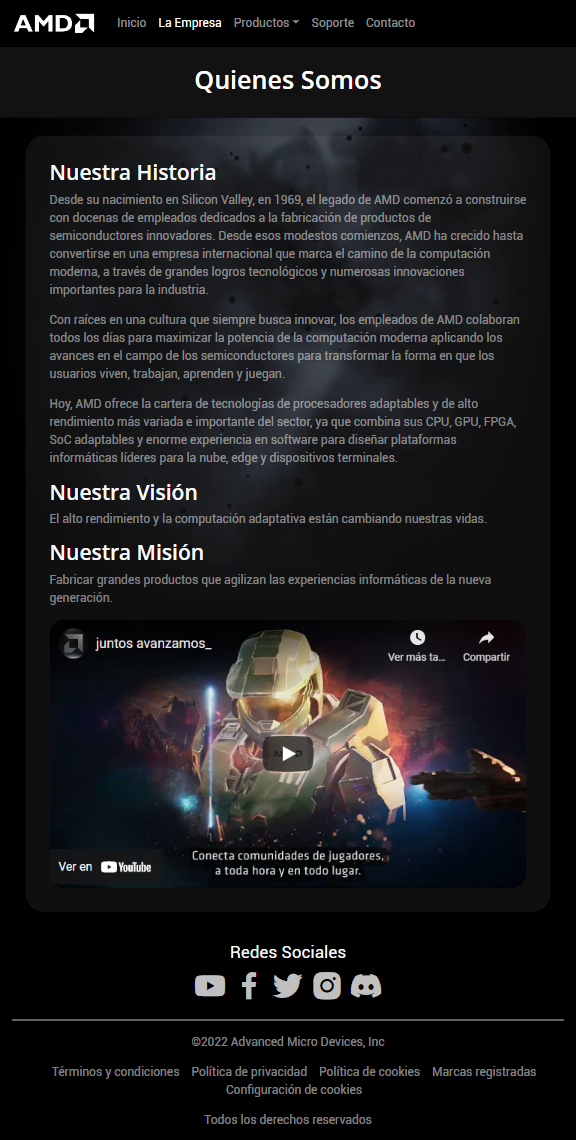 AMD
Inicio La Empresa Productos Soporte Contacto
Quienes Somos
Nuestra Historia
Desde su nacimiento en Silicon Valley, en 1969, el legado de AMD comenzó a construirse
con docenas de empleados dedicados a la fabricación de productos de
semiconductores innovadores. Desde esos modestos comienzos, AMD ha crecido hasta
convertirse en una empresa internacional que marca el camino de la computación
moderna, a través de grandes logros tecnológicos y numerosas innovaciones
importantes para la industria.
Con raíces en una cultura que siempre busca innovar, los empleados de AMD colaboran
todos los días para maximizar la potencia de la computación moderna aplicando los
avances en el campo de los semiconductores para transformar la forma en que los
usuarios viven, trabajan, aprenden y juegan.
Hoy, AMD ofrece la cartera de tecnologías de procesadores adaptables y de alto
rendimiento más variada e importante del sector, ya que combina sus CPU, GPU, FPGA,
SoC adaptables y enorme experiencia en software para diseñar plataformas
informáticas líderes para la nube, edge y dispositivos terminales.
Nuestra Visión
El alto rendimiento y la computación adaptativa están cambiando nuestras vidas.
Nuestra Misión
Fabricar grandes productos que agilizan las experiencias informáticas de la nueva
generación.
juntos avanzamos_
Ver más ta...
Compartir
Conecta comunidades de jugadores,
a toda hora y en todo lugar.
Ver en YouTube
Redes Sociales
©2022 Advanced Micro Devices, Inc
Términos y condiciones Política de privacidad Política de cookies Marcas registradas
Configuración de cookies
Todos los derechos reservados